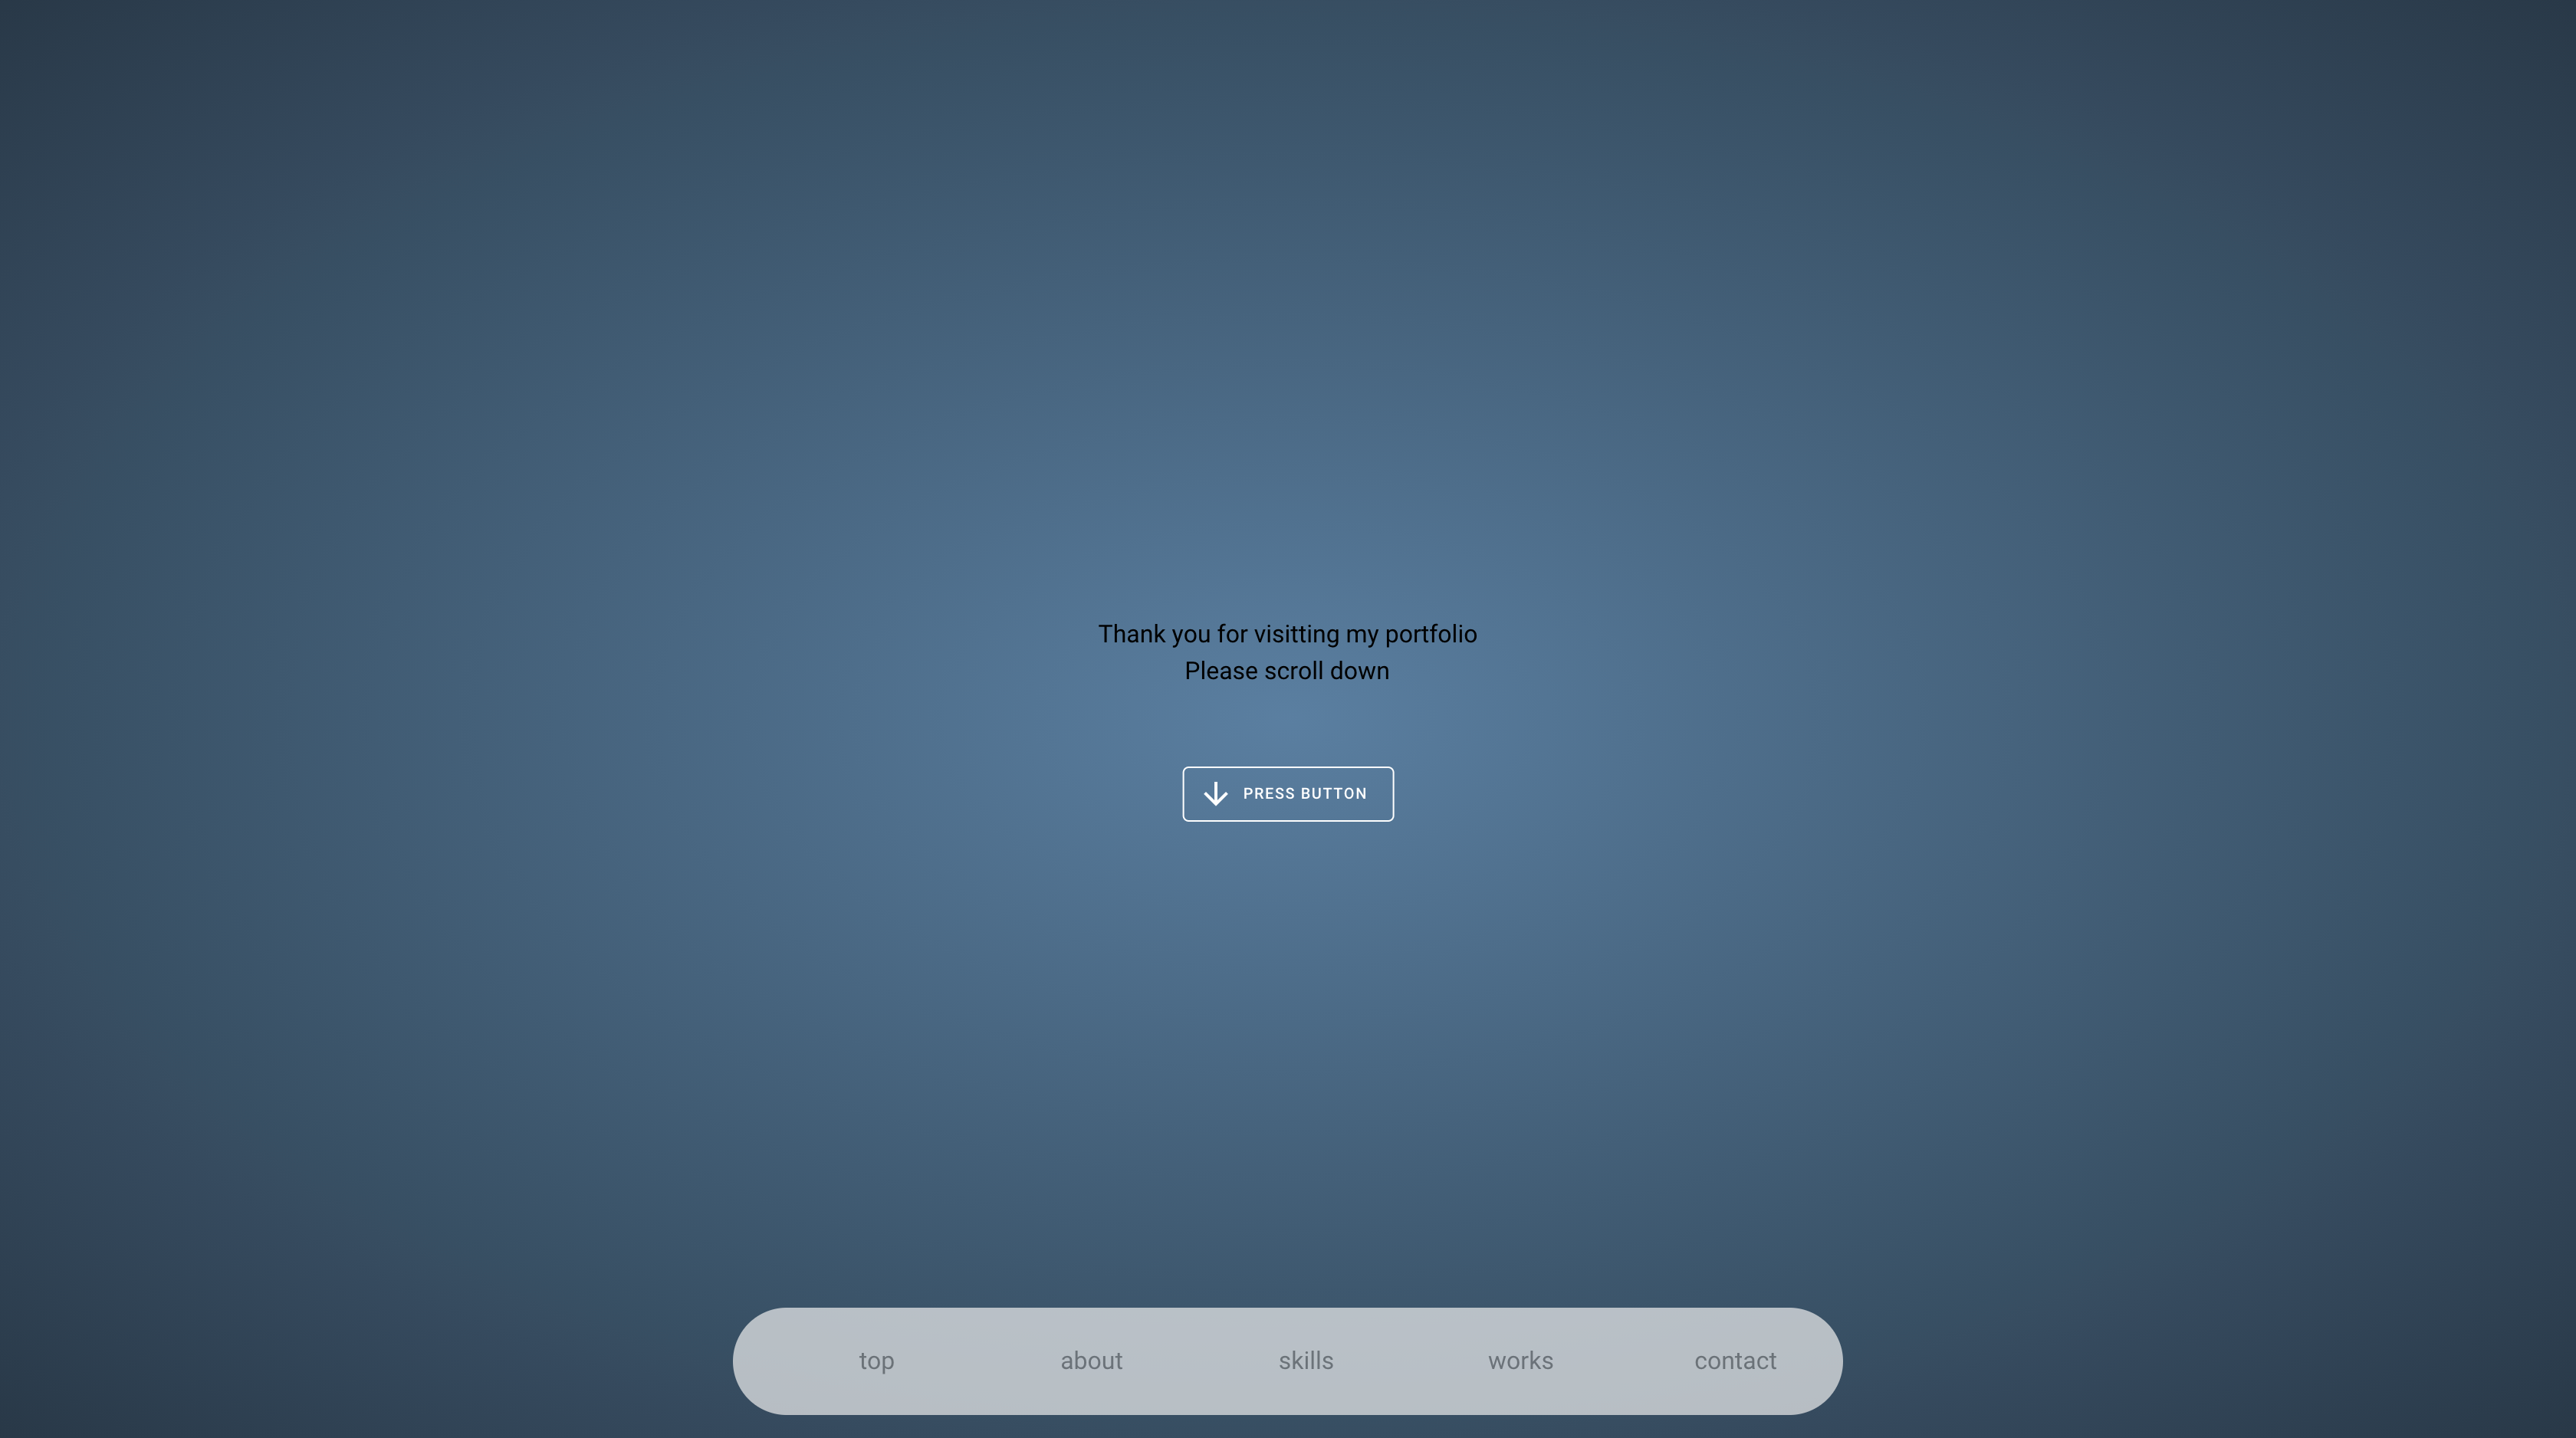 Thank you for visitting my portfolio
Please scroll down
PRESS BUTTON
top about skills works contact